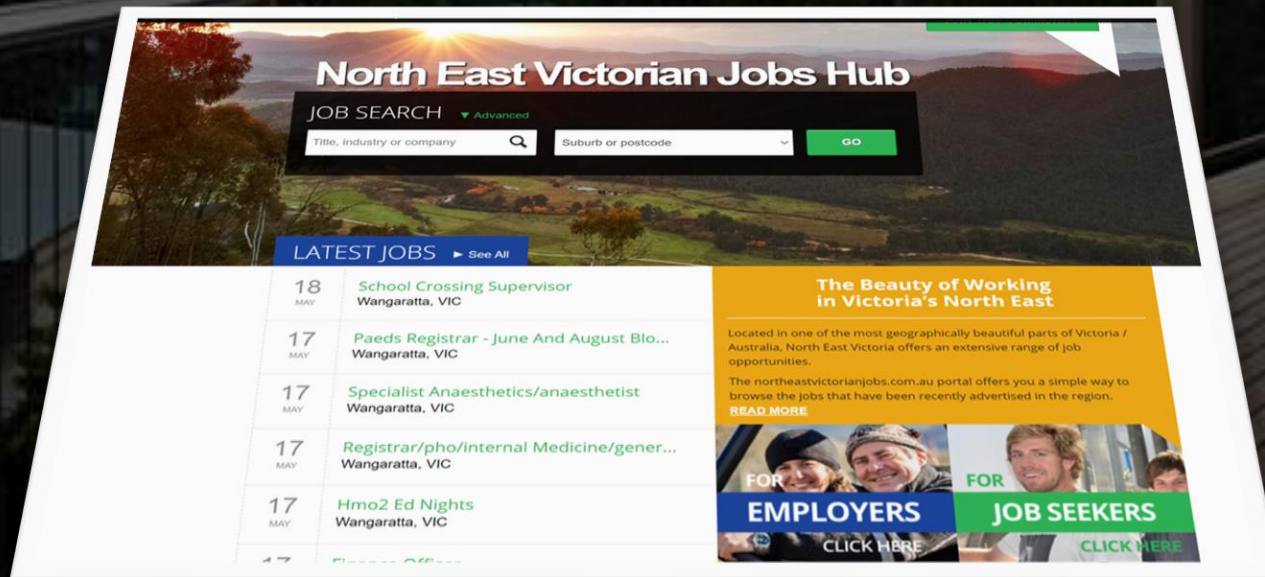 North East Victorian Jobs Hub
JOB SEARCH ▼ Advanced
Title, industry or company
Suburb or postcode
GO
LATEST JOBS ► See All
18
MAY
School Crossing Supervisor
Wangaratta, VIC
17
MAY
Paeds Registrar - June And August Blo...
Wangaratta, VIC
17
MAY
Specialist Anaesthetics/anaesthetist
Wangaratta, VIC
17
MAY
Registrar/pho/internal Medicine/gener...
Wangaratta, VIC
17
MAY
Hmo2 Ed Nights
Wangaratta, VIC
The Beauty of Working
in Victoria's North East
Located in one of the most geographically beautiful parts of Victoria /
Australia, North East Victoria offers an extensive range of job
opportunities.
The northeastvictorianjobs.com.au portal offers you a simple way to
browse the jobs that have been recently advertised in the region.
READ MORE
FOR
EMPLOYERS
CLICK HERE
FOR
JOB SEEKERS
CLICK HERE